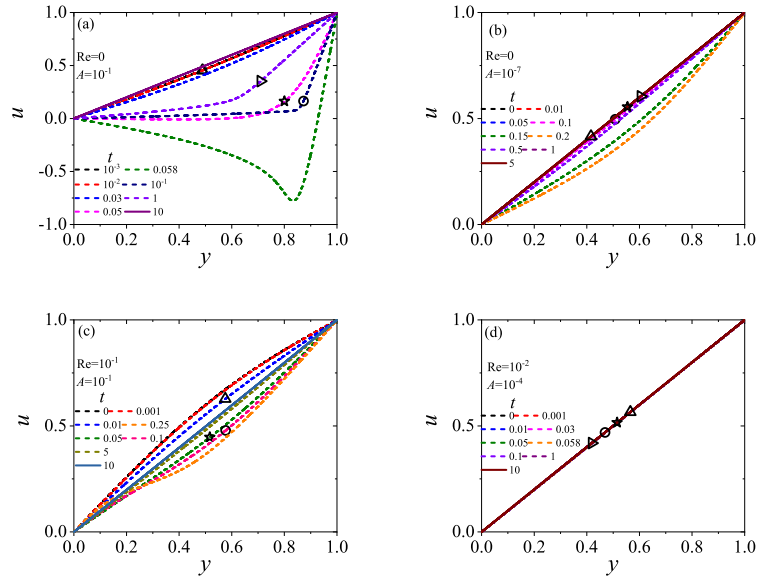 (a)
Re=0
A=10⁻¹
t
10⁻³ 0.058
10⁻² 10⁻¹
0.03 1
0.05 10
1.0
0.5
0.0
-0.5
-1.0
0.0 0.2 0.4 0.6 0.8 1.0
u
y
(b)
Re=0
A=10⁻⁷
t
0 0.01
0.05 0.1
0.15 0.2
0.5 1
5
1.0
0.5
0.0
0.0 0.2 0.4 0.6 0.8 1.0
u
y
(c)
Re=10⁻¹
A=10⁻¹
t
0 0.001
0.01 0.25
0.05 0.1
5
10
1.0
0.5
0.0
0.0 0.2 0.4 0.6 0.8 1.0
u
y
(d)
Re=10⁻²
A=10⁻⁴
t
0 0.001
0.01 0.03
0.05 0.058
0.1 1
10
1.0
0.5
0.0
0.0 0.2 0.4 0.6 0.8 1.0
u
y